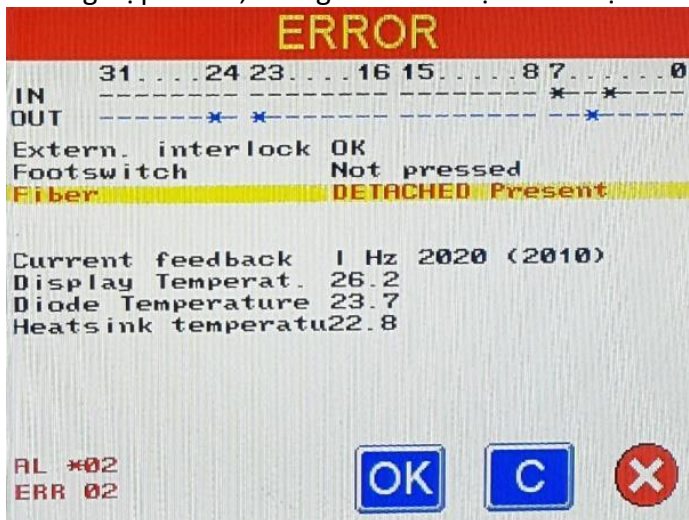 ERROR
31....24 23....16 15.....8 7......0
IN -------- -------- -------- *--*----
OUT ------*- *------- -------- --*-----
Extern. interlock OK
Footswitch Not pressed
Fiber DETACHED Present
Current feedback I Hz 2020 (2010)
Display Temperat. 26.2
Diode Temperature 23.7
Heatsink temperatu22.8
AL *02
ERR 02
OK
C